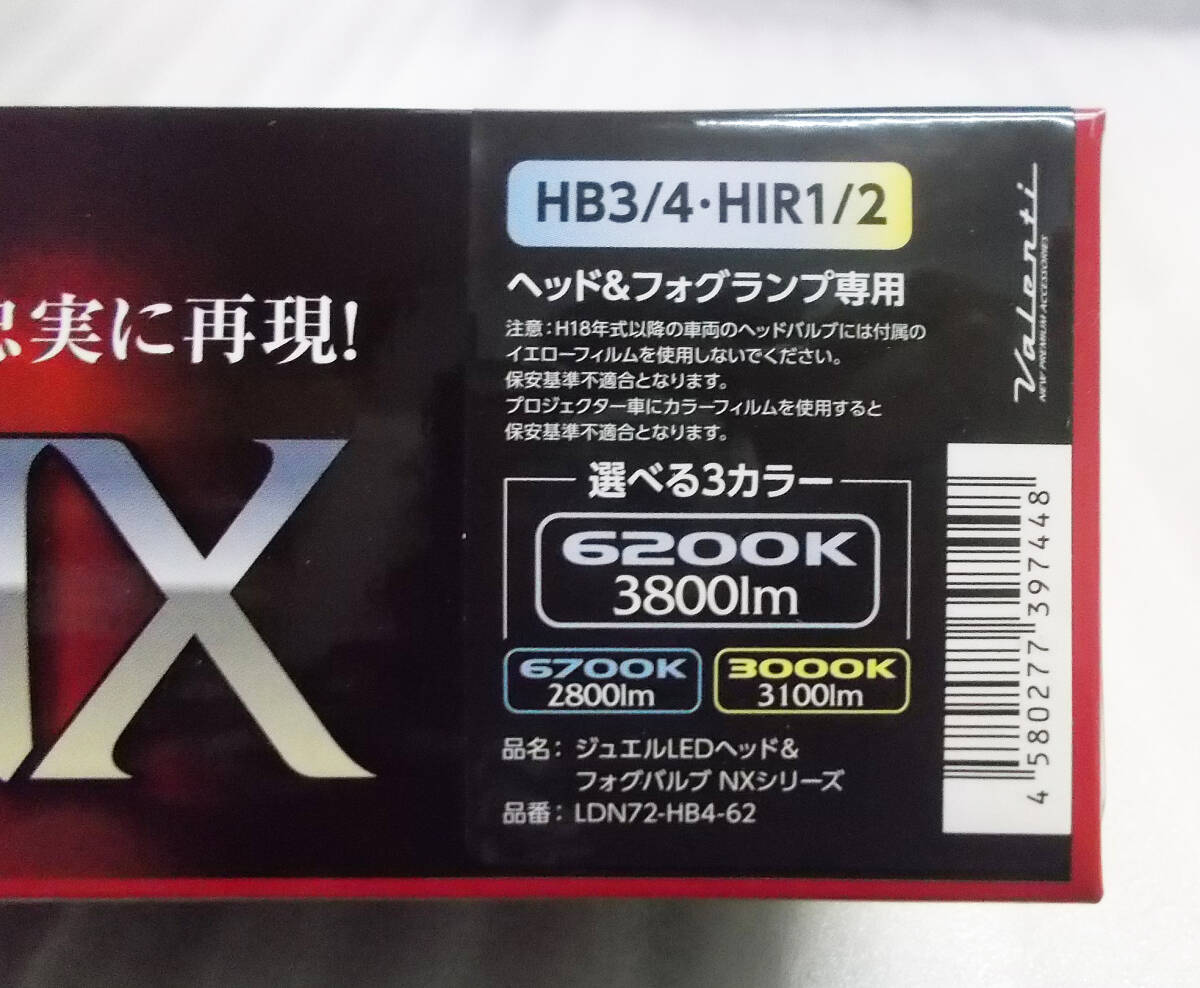 実に再現!
NX
HB3/4・HIR1/2
ヘッド&フォグランプ専用
注意:H18年式以降の車両のヘッドバルブには付属の
イエローフィルムを使用しないでください。
保安基準不適合となります。
プロジェクター車にカラーフィルムを使用すると
保安基準不適合となります。
選べる3カラー
6200K
3800lm
6700K
2800lm
3000K
3100lm
品名:ジュエルLEDヘッド&
フォグバルブ NXシリーズ
品番:LDN72-HB4-62
Valenti
NEW PREMIUM ACCESSORIES
4580277397448